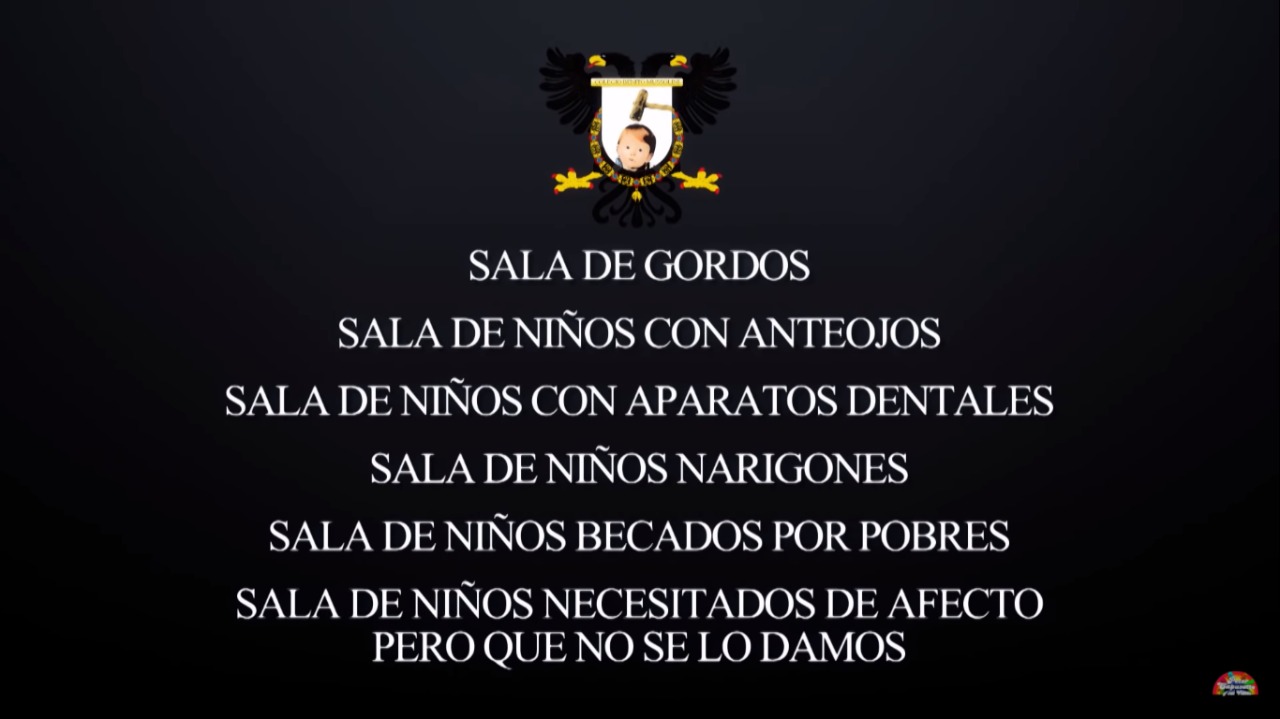 SALA DE GORDOS
SALA DE NIÑOS CON ANTEOJOS
SALA DE NIÑOS CON APARATOS DENTALES
SALA DE NIÑOS NARIGONES
SALA DE NIÑOS BECADOS POR POBRES
SALA DE NIÑOS NECESITADOS DE AFECTO
PERO QUE NO SE LO DAMOS